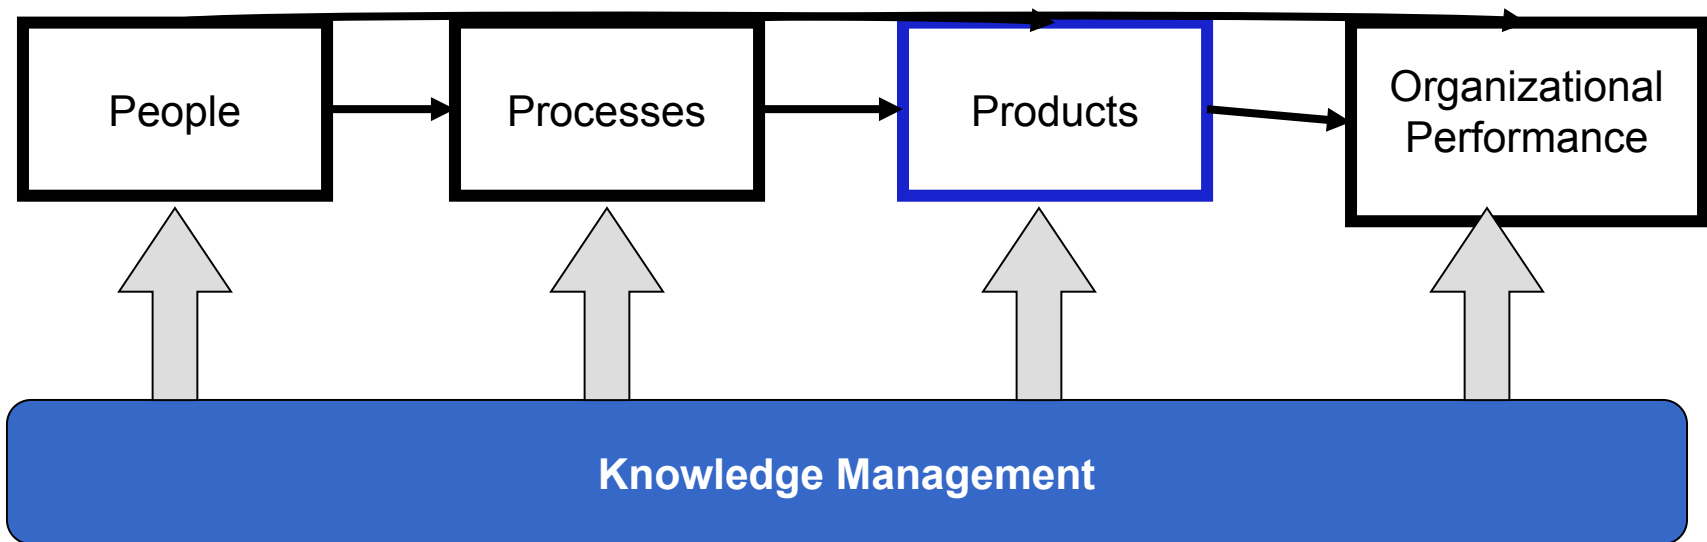 People
Processes
Products
Organizational
Performance
Knowledge Management